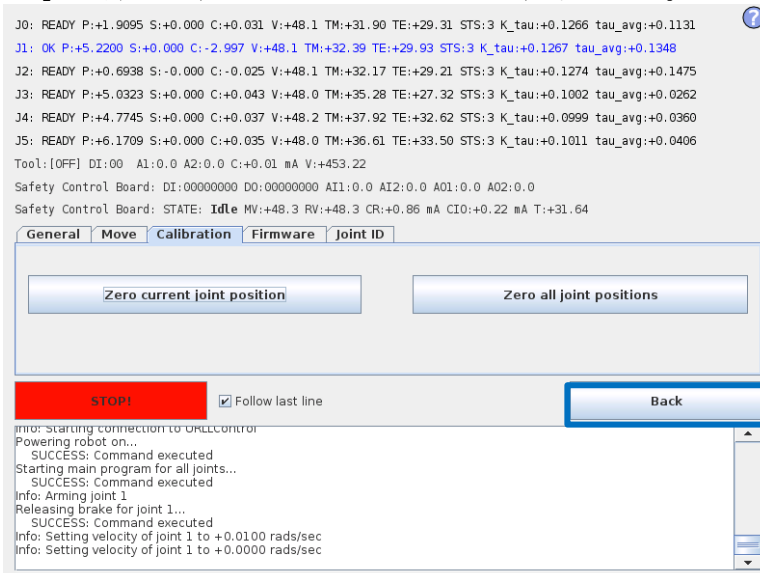 J0: READY P:+1.9095 S:+0.000 C:+0.031 V:+48.1 TM:+31.90 TE:+29.31 STS:3 K_tau:+0.1266 tau_avg:+0.1131
?
J1: OK P:+5.2200 S:+0.000 C:-2.997 V:+48.1 TM:+32.39 TE:+29.93 STS:3 K_tau:+0.1267 tau_avg:+0.1348
J2: READY P:+0.6938 S:-0.000 C:-0.025 V:+48.1 TM:+32.17 TE:+29.21 STS:3 K_tau:+0.1274 tau_avg:+0.1475
J3: READY P:+5.0323 S:+0.000 C:+0.043 V:+48.0 TM:+35.28 TE:+27.32 STS:3 K_tau:+0.1002 tau_avg:+0.0262
J4: READY P:+4.7745 S:+0.000 C:+0.037 V:+48.2 TM:+37.92 TE:+32.62 STS:3 K_tau:+0.0999 tau_avg:+0.0360
J5: READY P:+6.1709 S:+0.000 C:+0.035 V:+48.0 TM:+36.61 TE:+33.50 STS:3 K_tau:+0.1011 tau_avg:+0.0406
Tool:[OFF] DI:00 A1:0.0 A2:0.0 C:+0.01 mA V:+453.22
Safety Control Board: DI:00000000 DO:00000000 AI1:0.0 AI2:0.0 AO1:0.0 AO2:0.0
Safety Control Board: STATE: Idle MV:+48.3 RV:+48.3 CR:+0.86 mA CIO:+0.22 mA T:+31.64
General Move Calibration Firmware Joint ID
Zero current joint position Zero all joint positions
STOP! Follow last line Back
Info: Starting connection to URLLControl
Powering robot on...
SUCCESS: Command executed
Starting main program for all joints...
SUCCESS: Command executed
Info: Arming joint 1
Releasing brake for joint 1...
SUCCESS: Command executed
Info: Setting velocity of joint 1 to +0.0100 rads/sec
Info: Setting velocity of joint 1 to +0.0000 rads/sec